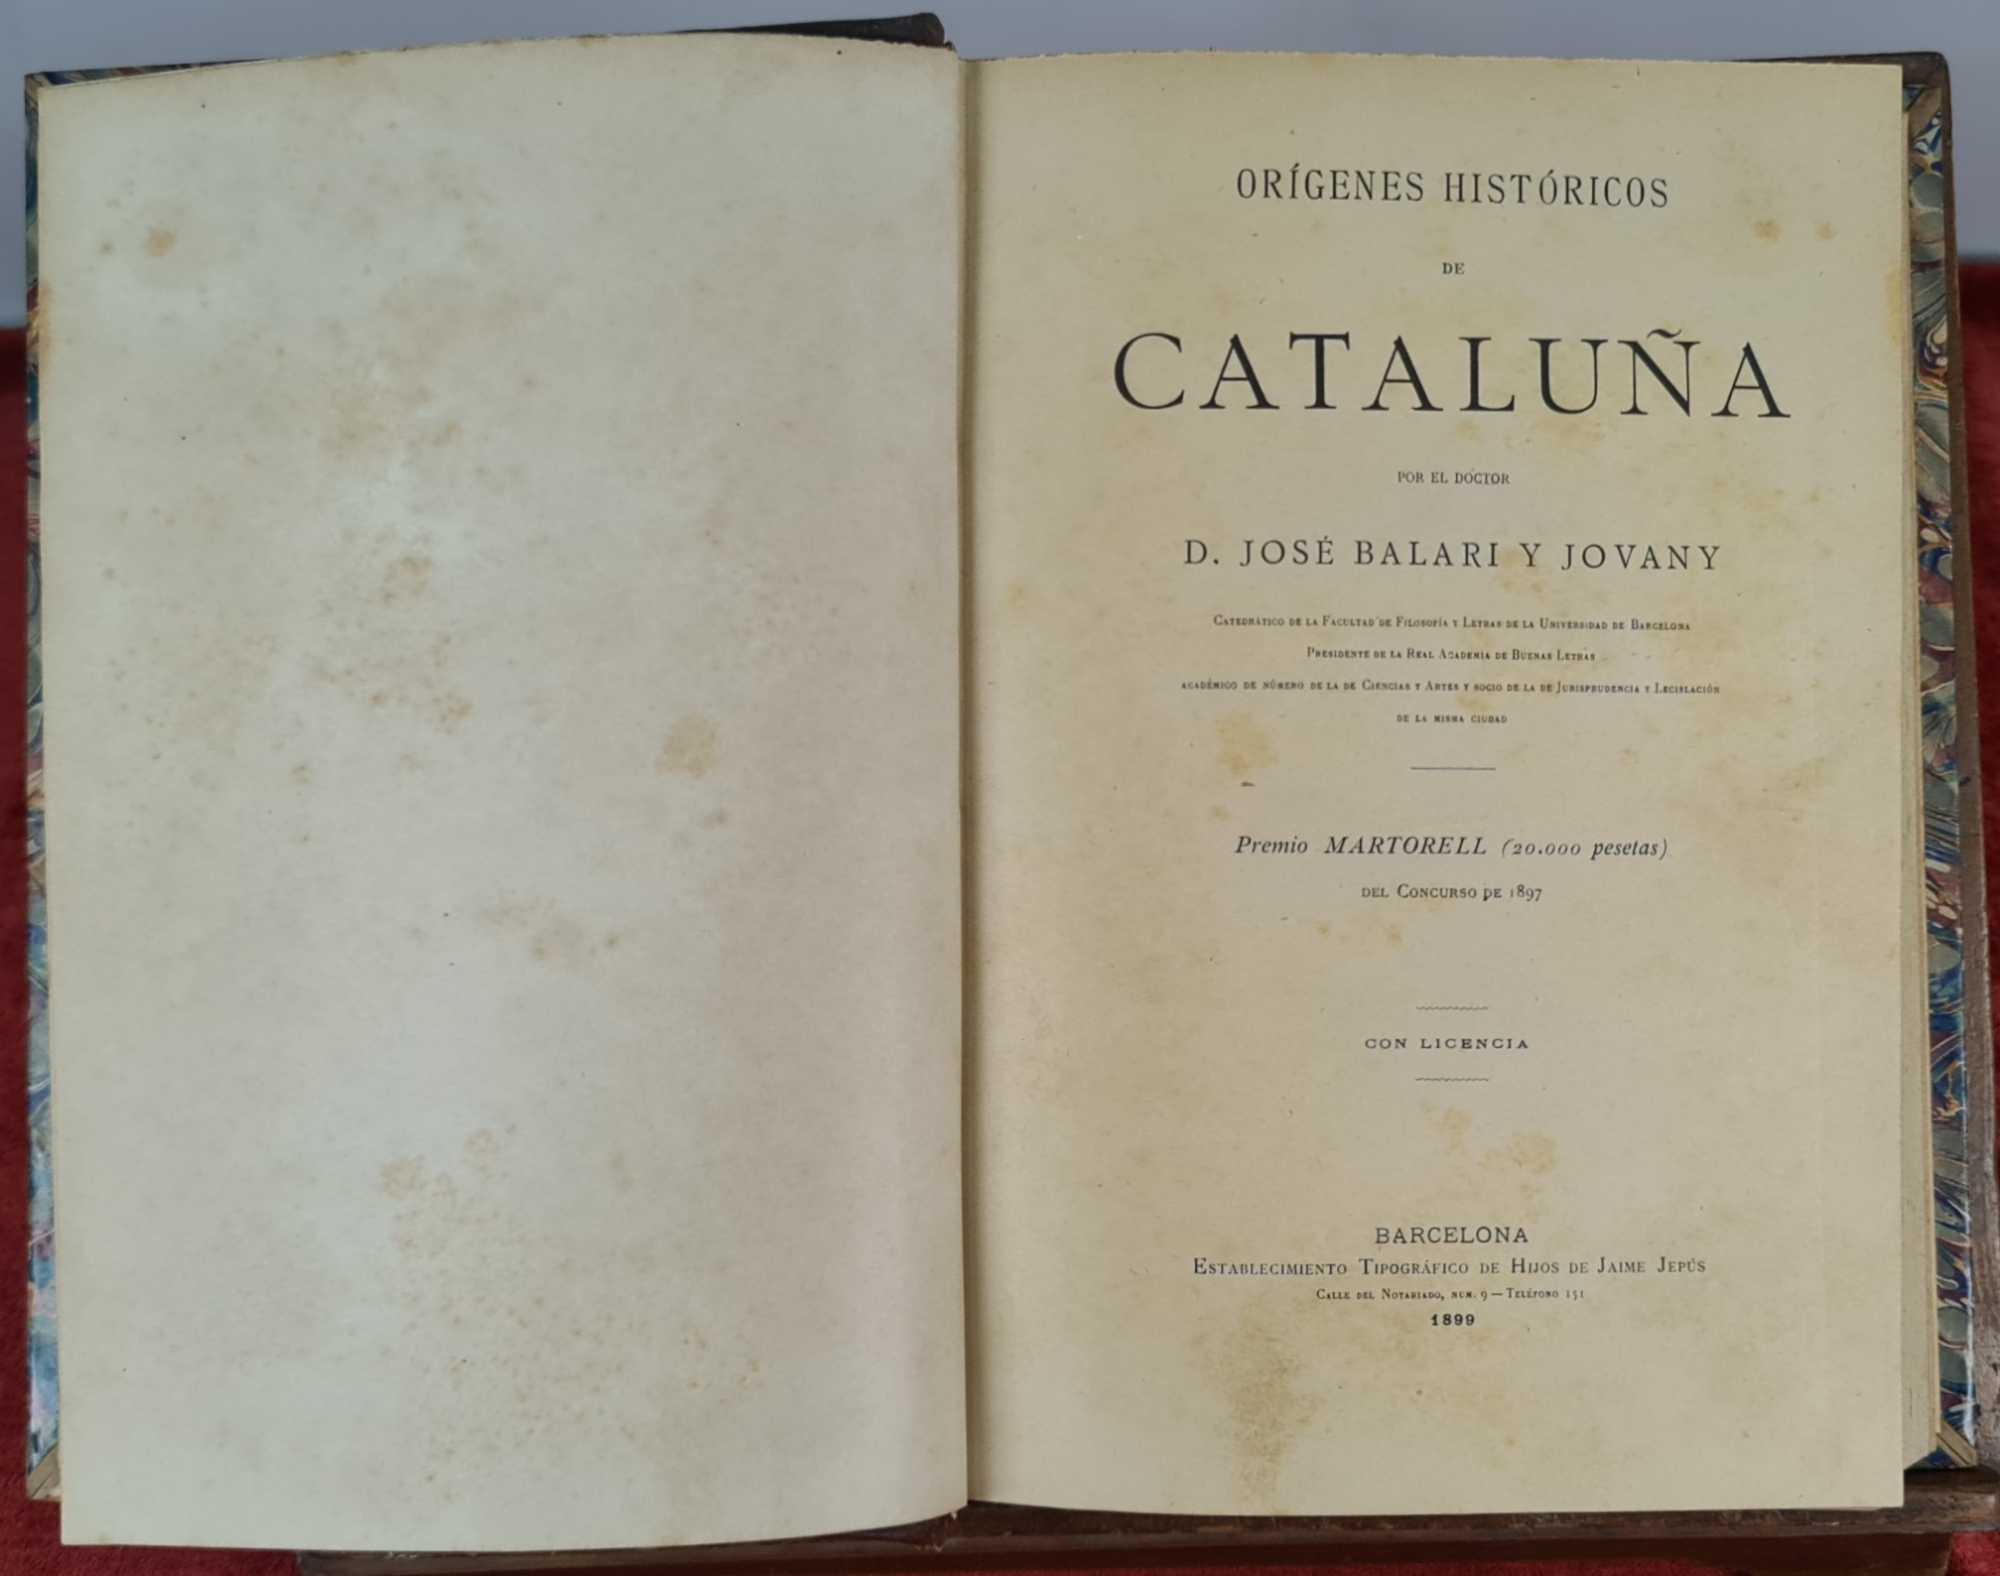 ORÍGENES HISTÓRICOS
DE
CATALUÑA
POR EL DOCTOR
D. JOSÉ BALARI Y JOVANY
CATEDRÁTICO DE LA FACULTAD DE FILOSOFÍA Y LETRAS DE LA UNIVERSIDAD DE BARCELONA
PRESIDENTE DE LA REAL ACADEMIA DE BUENAS LETRAS
ACADÉMICO DE NÚMERO DE LA DE CIENCIAS Y ARTES Y SOCIO DE LA DE JURISPRUDENCIA Y LEGISLACIÓN
DE LA MISMA CIUDAD
Premio MARTORELL (20.000 pesetas)
DEL CONCURSO DE 1897
CON LICENCIA
BARCELONA
ESTABLECIMIENTO TIPOGRÁFICO DE HIJOS DE JAIME JEPÚS
CALLE DEL NOTARIADO, NÚM. 9 — TELÉFONO 151
1899